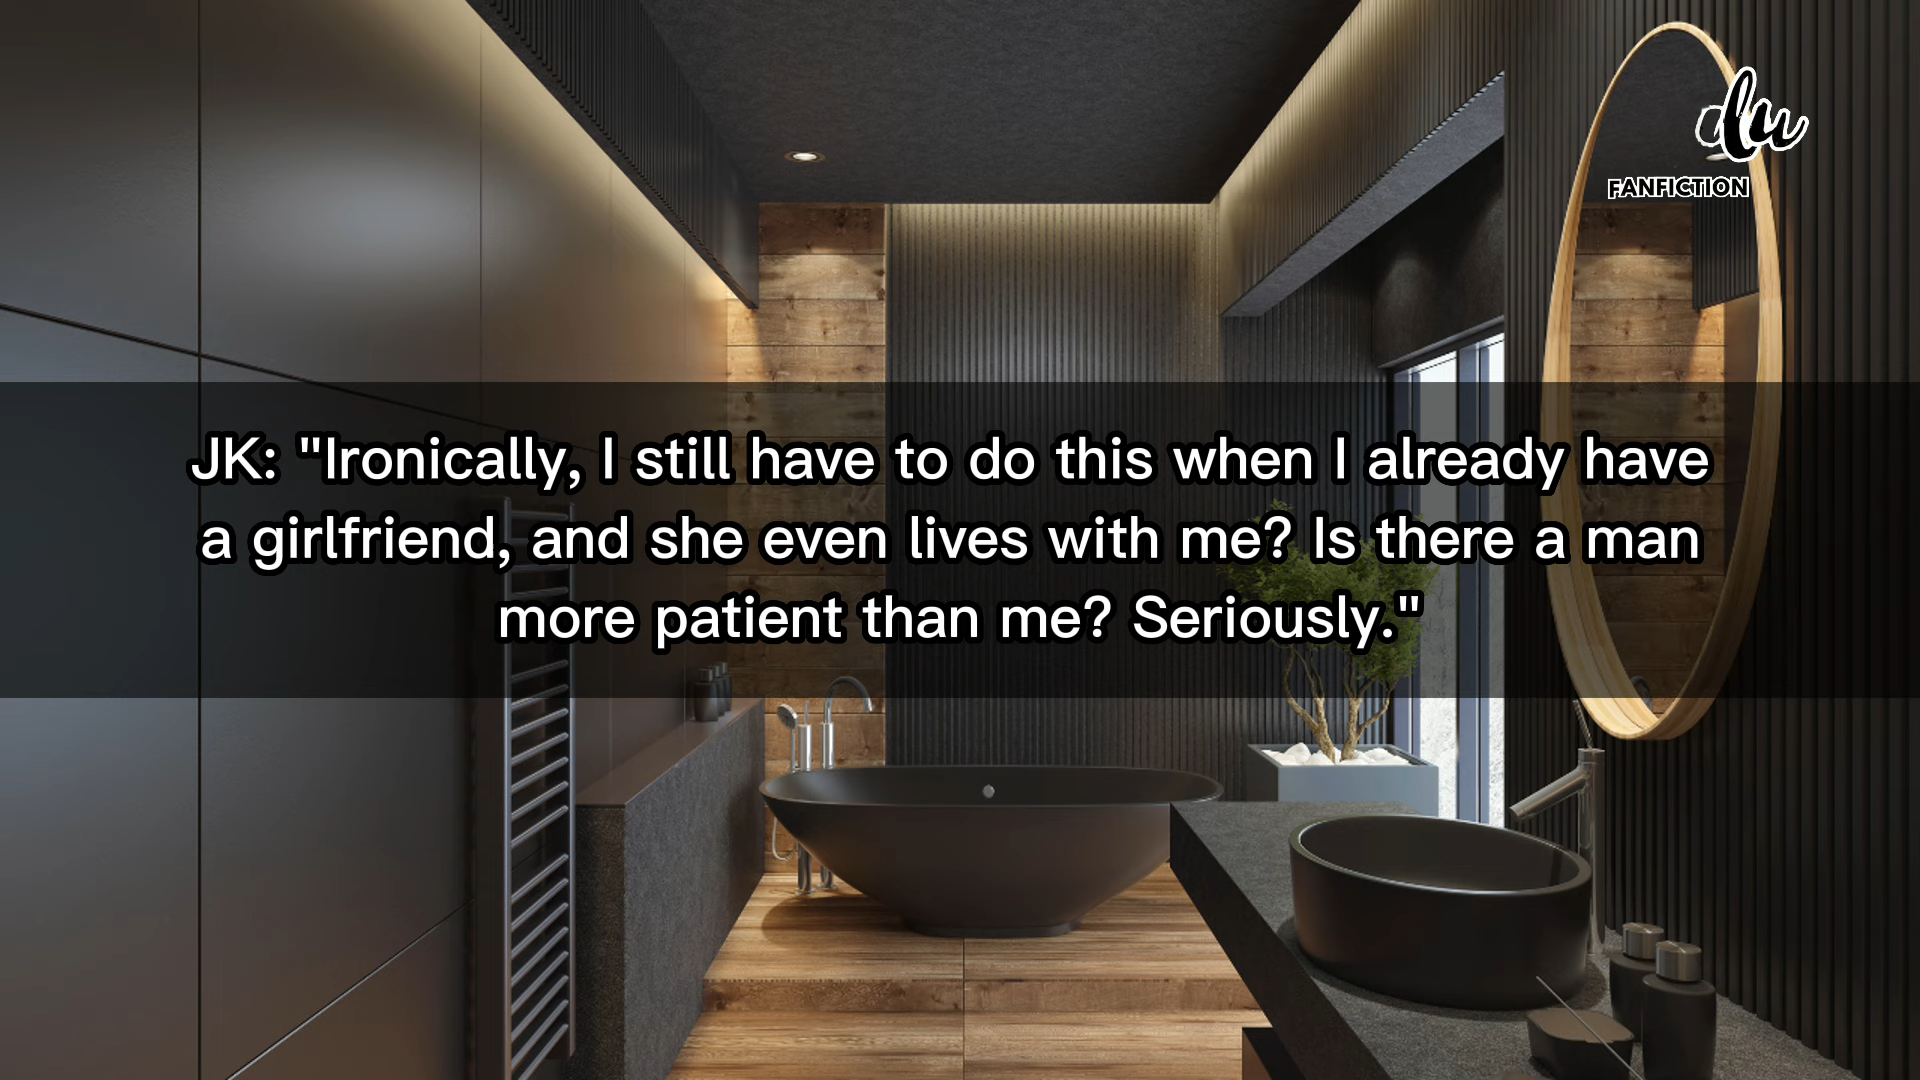 du
FANFICTION
JK: "Ironically, I still have to do this when I already have
a girlfriend, and she even lives with me? Is there a man
more patient than me? Seriously."